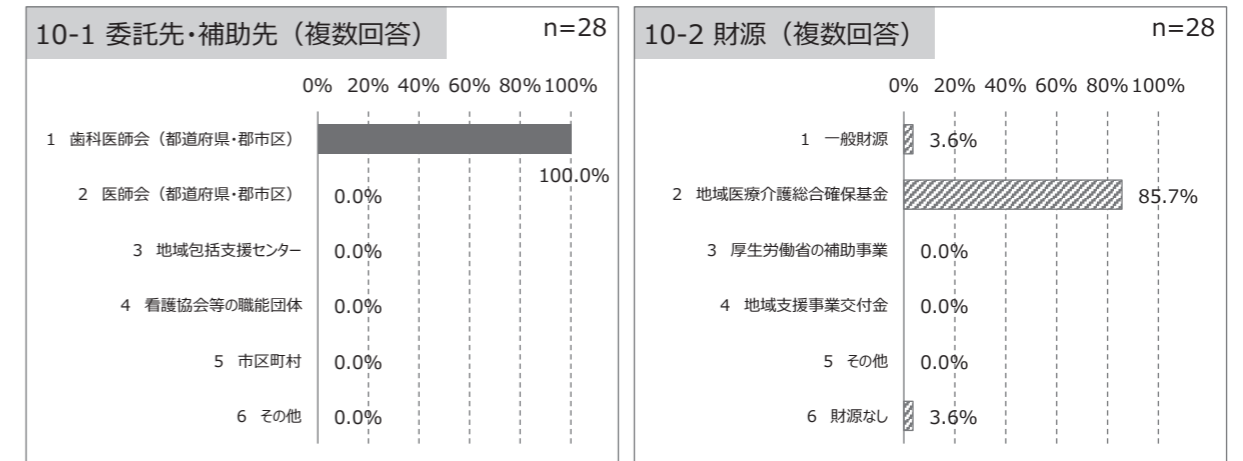 10-1 委託先・補助先（複数回答）
n=28
0% 20% 40% 60% 80% 100%
1 歯科医師会（都道府県・郡市区）
100.0%
2 医師会（都道府県・郡市区） 0.0%
3 地域包括支援センター 0.0%
4 看護協会等の職能団体 0.0%
5 市区町村 0.0%
6 その他 0.0%
10-2 財源（複数回答）
n=28
0% 20% 40% 60% 80% 100%
1 一般財源 3.6%
2 地域医療介護総合確保基金 85.7%
3 厚生労働省の補助事業 0.0%
4 地域支援事業交付金 0.0%
5 その他 0.0%
6 財源なし 3.6%